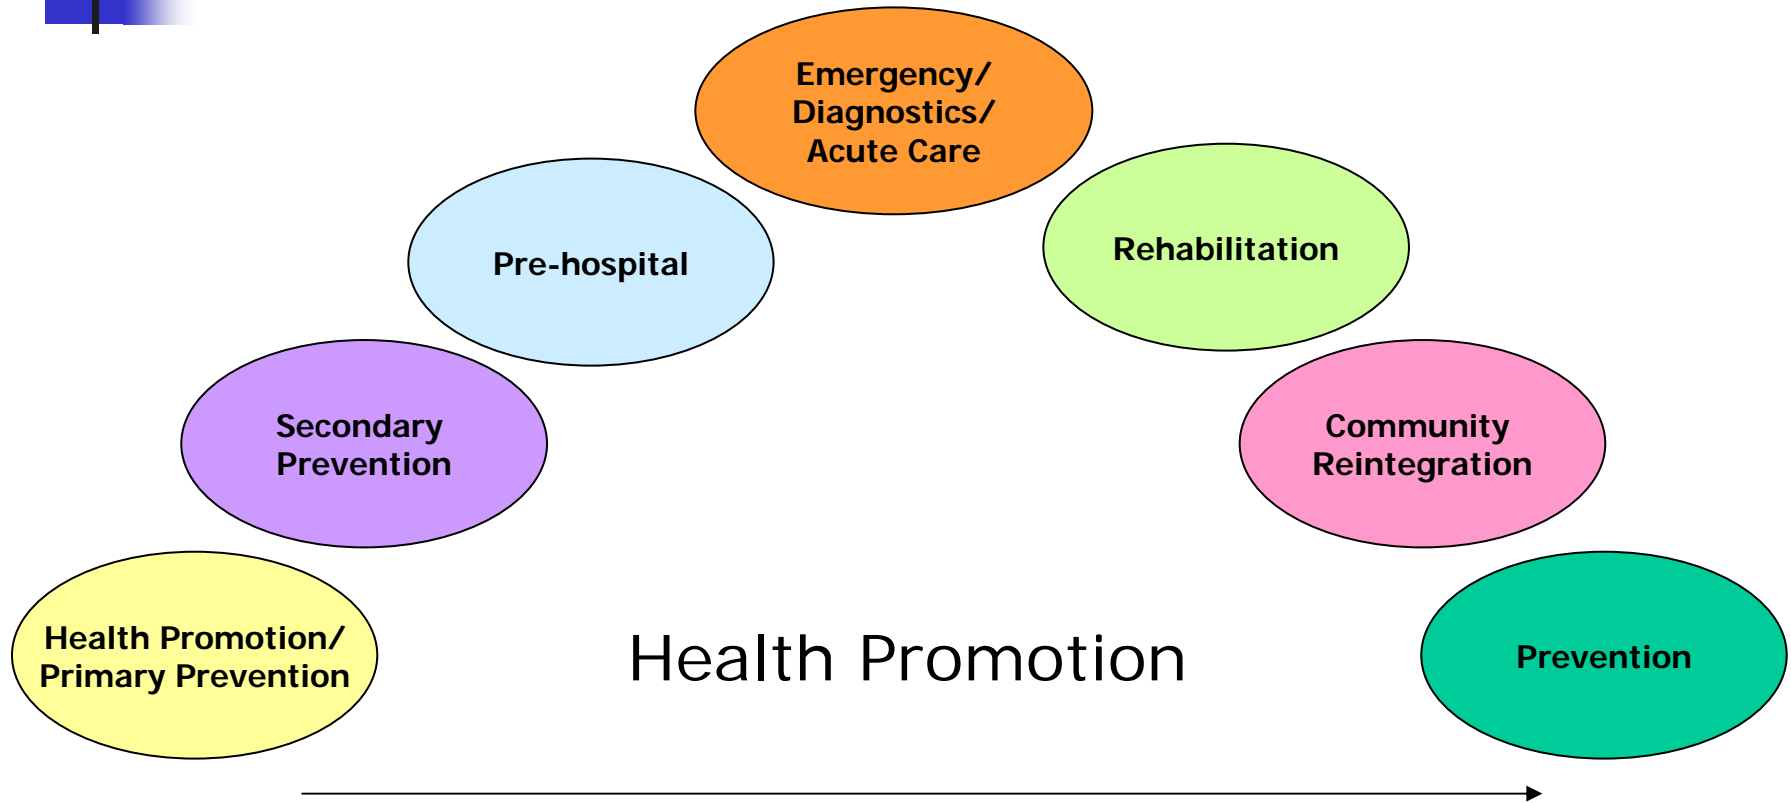 Emergency/
Diagnostics/
Acute Care
Pre-hospital
Rehabilitation
Secondary
Prevention
Community
Reintegration
Health Promotion/
Primary Prevention
Health Promotion
Prevention